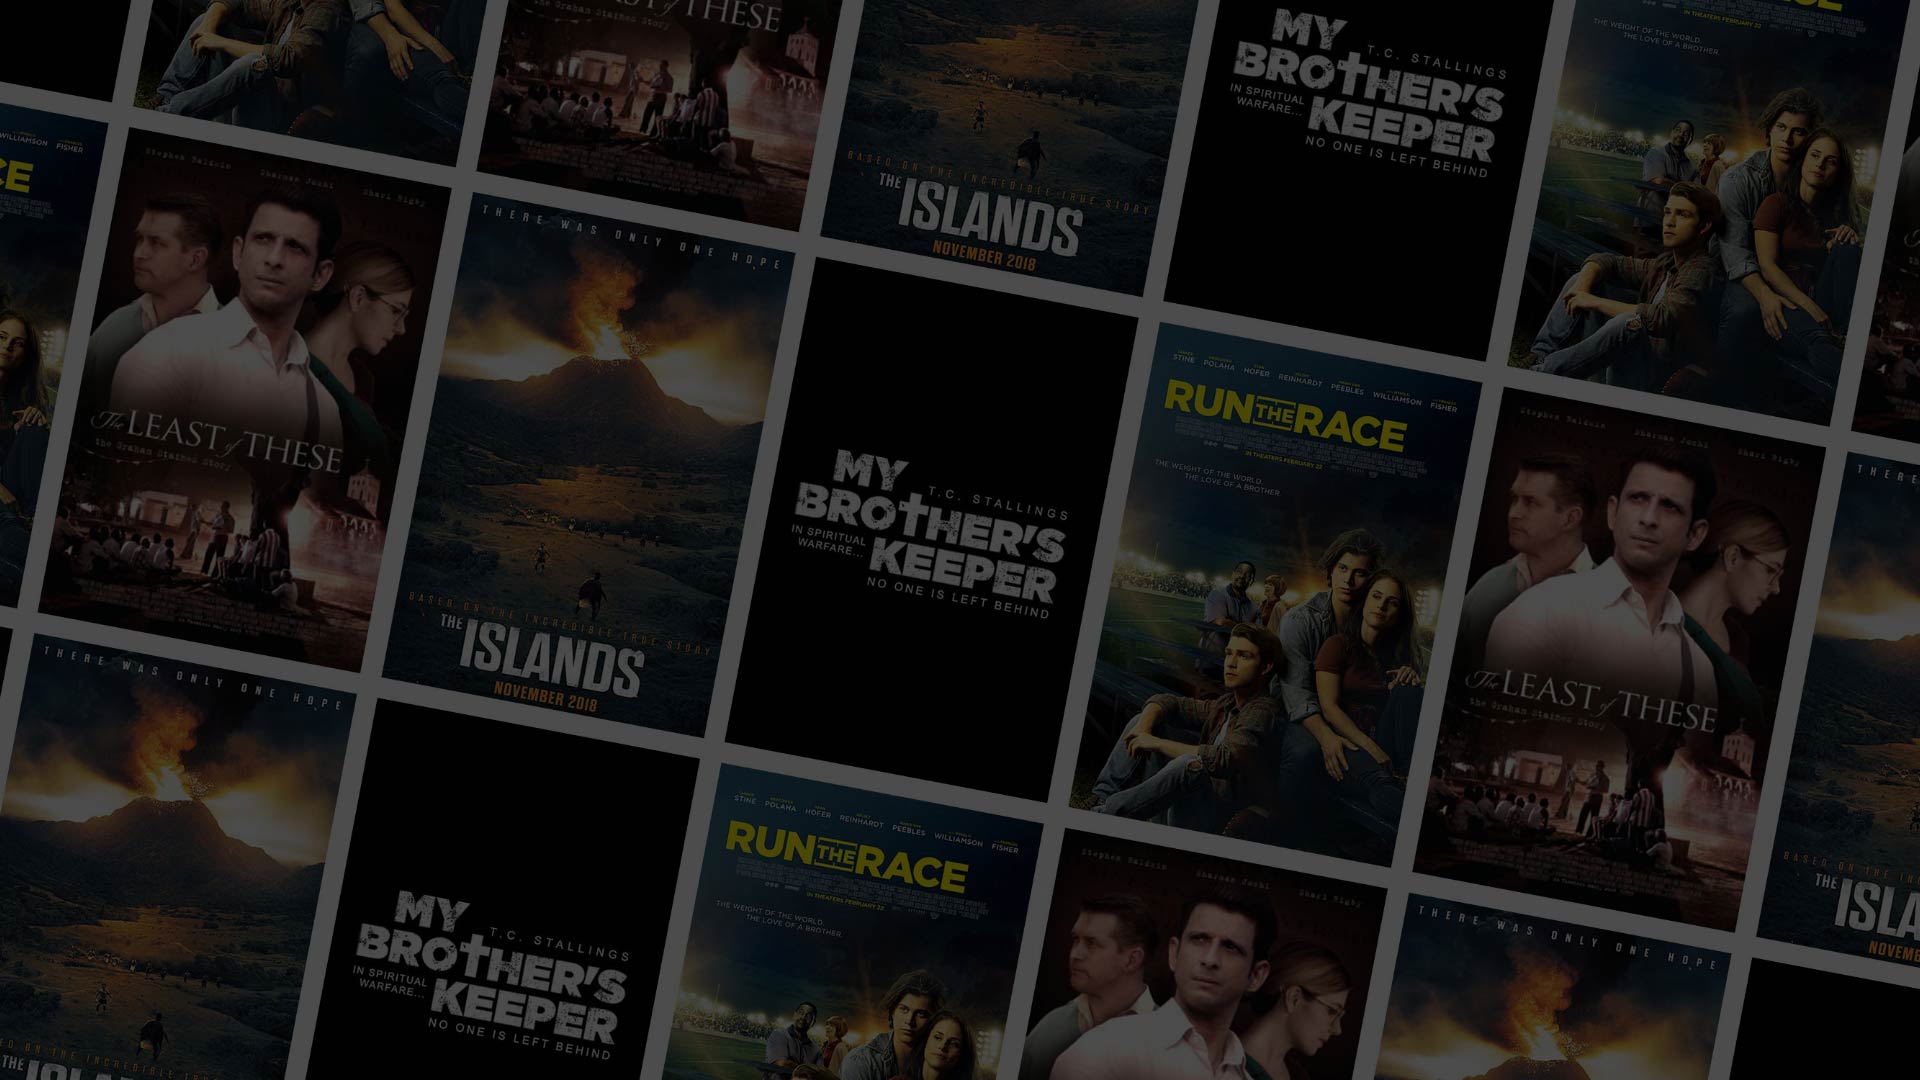 of THESE
the Graham Staines Story
BASED ON THE INCREDIBLE TRUE STORY
THE ISLANDS
NOVEMBER 2018
MY
T.C. STALLINGS
BROTHER'S
IN SPIRITUAL
WARFARE...
KEEPER
NO ONE IS LEFT BEHIND
IN THEATERS FEBRUARY 22
THE WEIGHT OF THE WORLD.
THE LOVE OF A BROTHER.
WILLIAMSON FISHER
CE
Stephen Baldwin Sharman Joshi Shari Rigby
The LEAST of THESE
the Graham Staines Story
THERE WAS ONLY ONE HOPE
BASED ON THE INCREDIBLE TRUE STORY
THE ISLANDS
NOVEMBER 2018
MY
T.C. STALLINGS
BROTHER'S
IN SPIRITUAL
WARFARE...
KEEPER
NO ONE IS LEFT BEHIND
STINE POLAHA HOFER REINHARDT PEEBLES WILLIAMSON FISHER
RUN THE RACE
IN THEATERS FEBRUARY 22
THE WEIGHT OF THE WORLD.
THE LOVE OF A BROTHER.
Stephen Baldwin Sharman Joshi Shari Rigby
The LEAST of THESE
the Graham Staines Story
THERE
BASED ON THE INC
THE ISLA
NOVEMB
THERE WAS ONLY ONE HOPE
ED ON THE INCREDIBLE TRUE
THE ISLANDS
MY
T.C. STALLINGS
BROTHER'S
IN SPIRITUAL
WARFARE...
KEEPER
NO ONE IS LEFT BEHIND
STINE POLAHA HOFER REINHARDT PEEBLES WILLIAMSON FISHER
RUN THE RACE
IN THEATERS FEBRUARY 22
THE WEIGHT OF THE WORLD.
THE LOVE OF A BROTHER.
Stephen Baldwin Sharman Joshi Shari Rigby
THERE WAS ONLY ONE HOPE